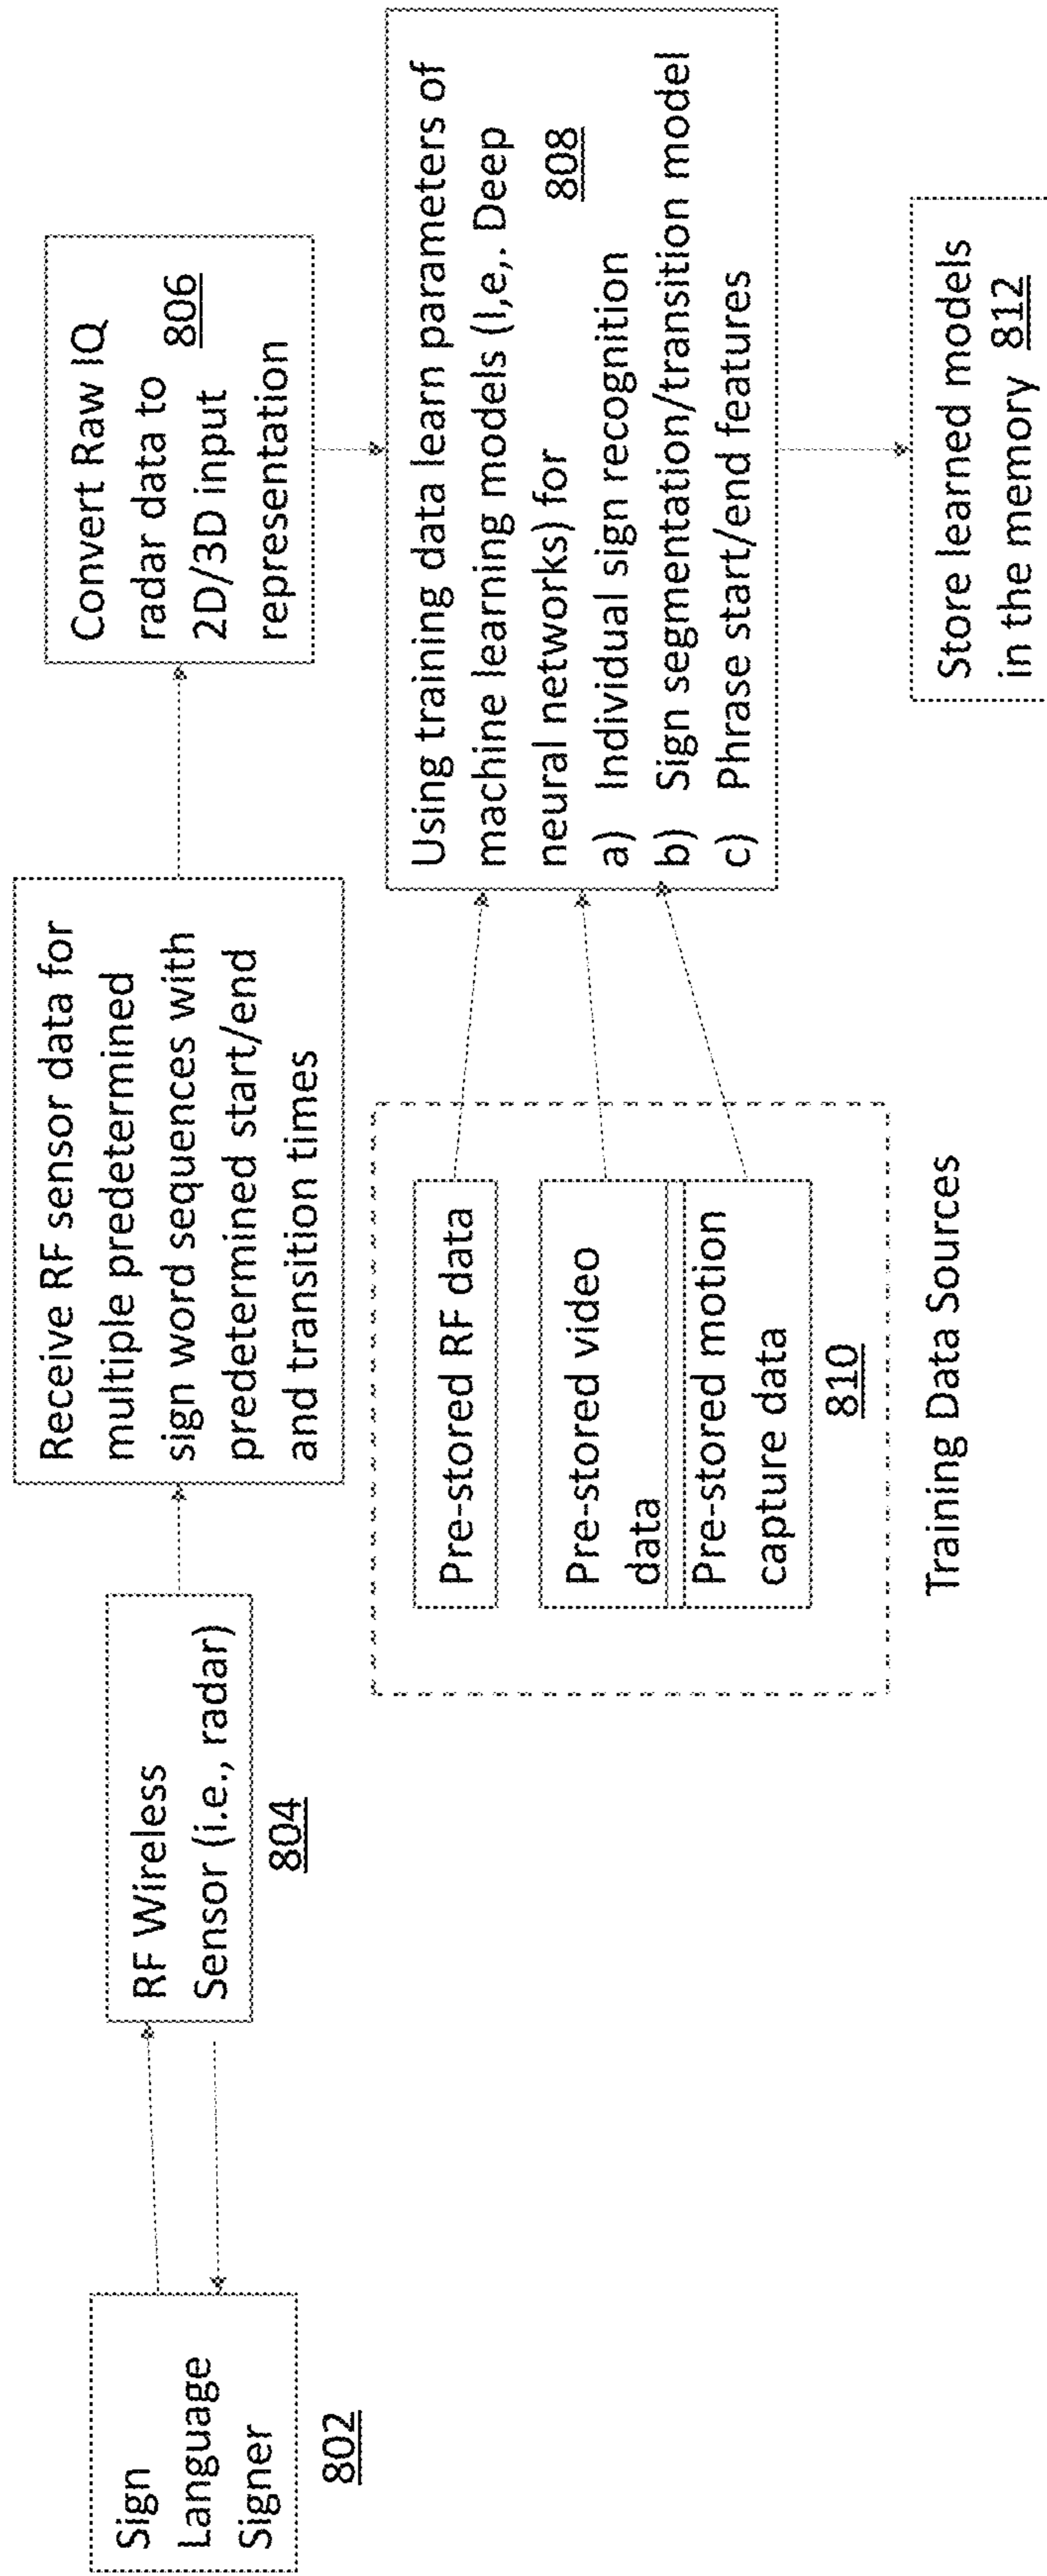 Sign
Language
Signer
802
RF Wireless
Sensor (i.e., radar)
804
Receive RF sensor data for
multiple predetermined
sign word sequences with
predetermined start/end
and transition times
Convert Raw IQ
radar data to
806
2D/3D input
representation
Using training data learn parameters of
machine learning models (I,e,. Deep
neural networks) for
808
a) Individual sign recognition
b) Sign segmentation/transition model
c) Phrase start/end features
Pre-stored RF data
Pre-stored video
data
Pre-stored motion
capture data
810
Training Data Sources
Store learned models
in the memory 812